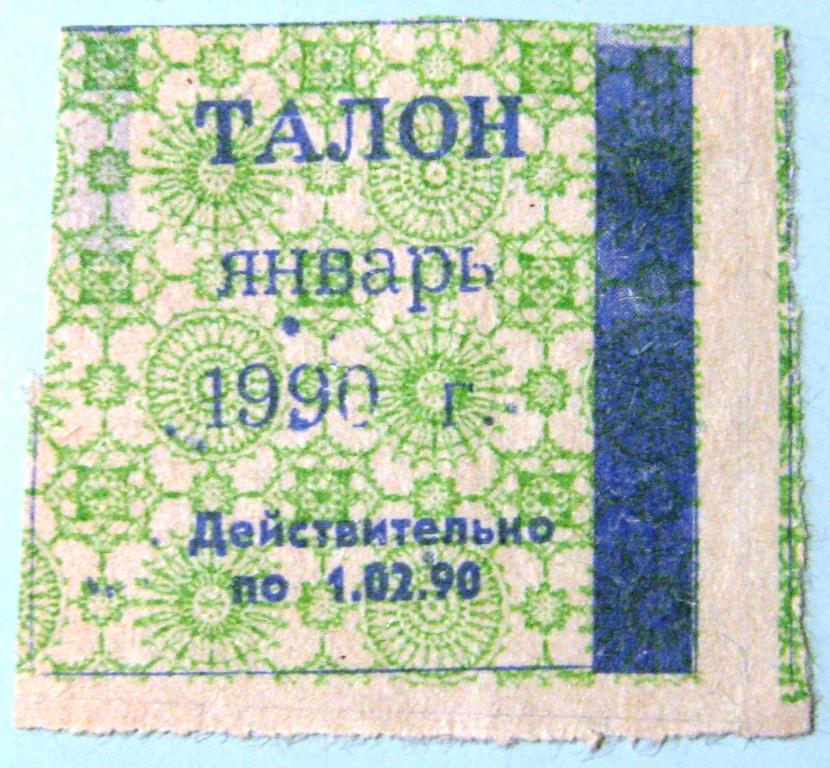 ТАЛОН
январь
1990 г.
Действительно
по 1.02.90